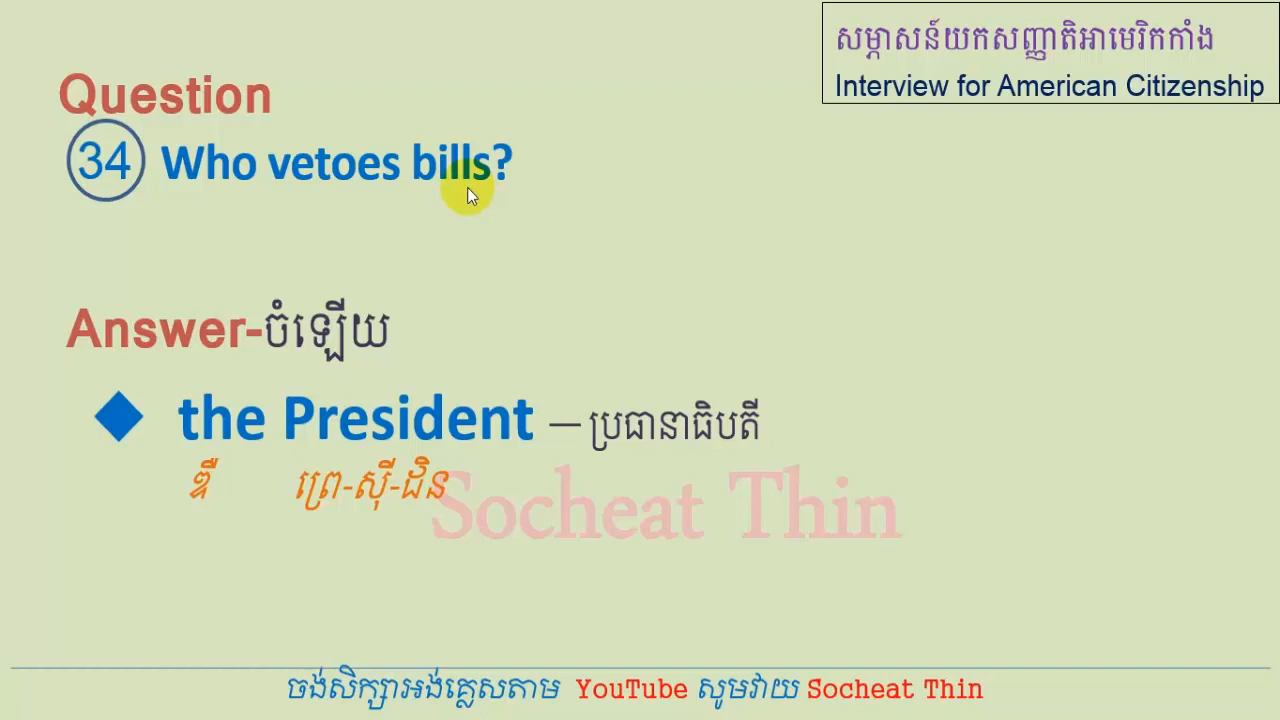 សម្ភាសន៍យកសញ្ញាតិអាមេរិកកាំង
Interview for American Citizenship
Question
34 Who vetoes bills?
Answer-ចំឡើយ
the President – ប្រធានាធិបតី
ឌឺ ព្រេ-ស៊ី-ដិន
Socheat Thin
ចង់សិក្សាអង់គ្លេសតាម YouTube សូមវាយ Socheat Thin